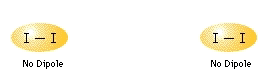 I — I I — I
No Dipole No Dipole